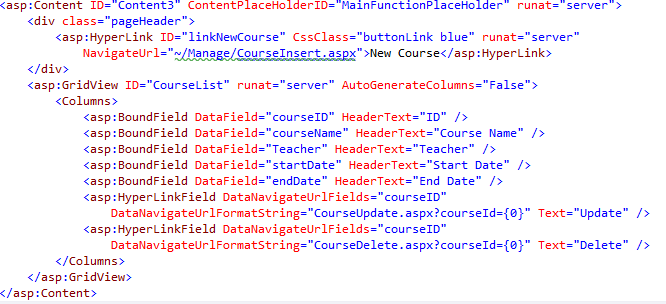 <asp:Content ID="Content3" ContentPlaceHolderID="MainFunctionPlaceHolder" runat="server">
<div class="pageHeader">
<asp:HyperLink ID="linkNewCourse" CssClass="buttonLink blue" runat="server"
NavigateUrl="~/Manage/CourseInsert.aspx">New Course</asp:HyperLink>
</div>
<asp:GridView ID="CourseList" runat="server" AutoGenerateColumns="False">
<Columns>
<asp:BoundField DataField="courseID" HeaderText="ID" />
<asp:BoundField DataField="courseName" HeaderText="Course Name" />
<asp:BoundField DataField="Teacher" HeaderText="Teacher" />
<asp:BoundField DataField="startDate" HeaderText="Start Date" />
<asp:BoundField DataField="endDate" HeaderText="End Date" />
<asp:HyperLinkField DataNavigateUrlFields="courseID"
DataNavigateUrlFormatString="CourseUpdate.aspx?courseId={0}" Text="Update" />
<asp:HyperLinkField DataNavigateUrlFields="courseID"
DataNavigateUrlFormatString="CourseDelete.aspx?courseId={0}" Text="Delete" />
</Columns>
</asp:GridView>
</asp:Content>